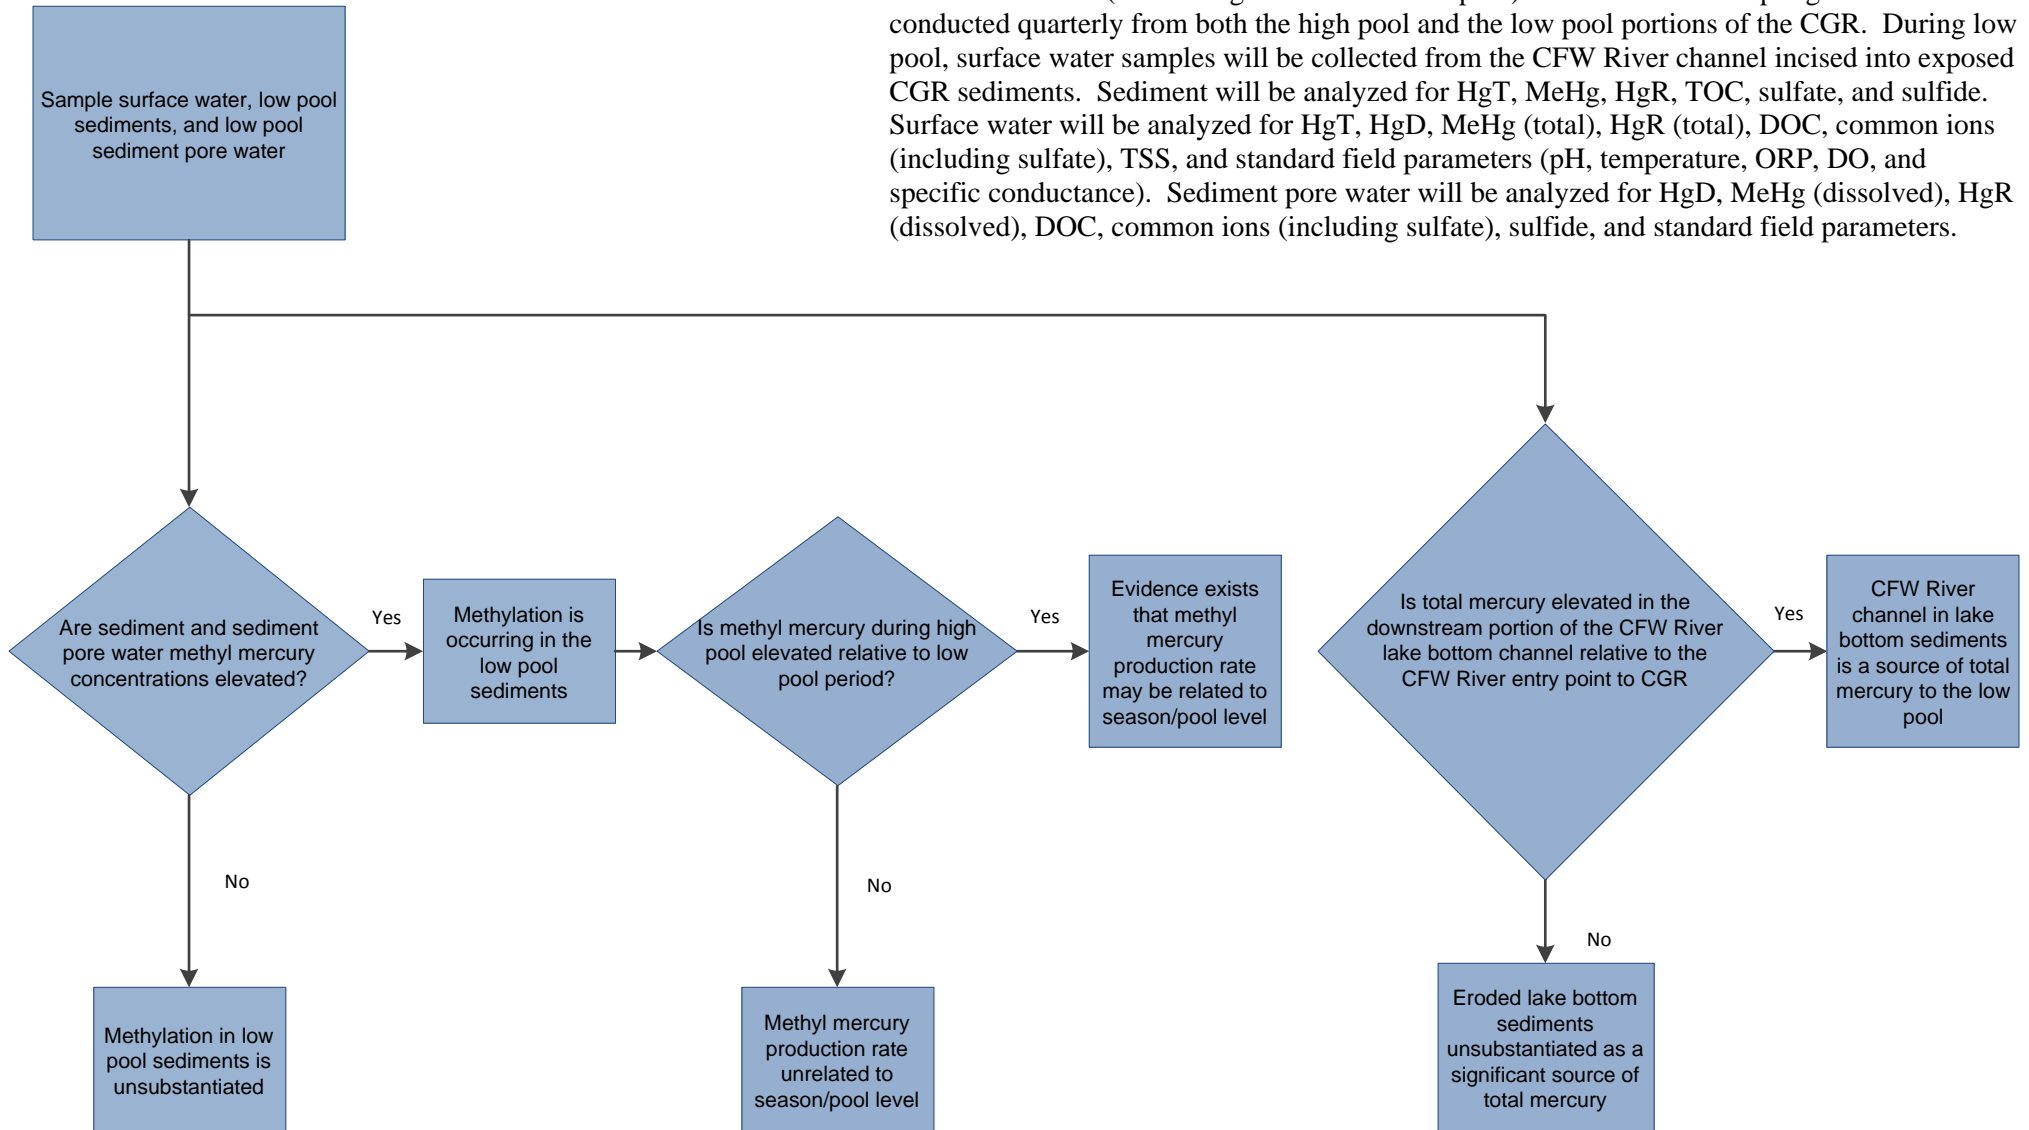 conducted quarterly from both the high pool and the low pool portions of the CGR. During low
pool, surface water samples will be collected from the CFW River channel incised into exposed
CGR sediments. Sediment will be analyzed for HgT, MeHg, HgR, TOC, sulfate, and sulfide.
Surface water will be analyzed for HgT, HgD, MeHg (total), HgR (total), DOC, common ions
(including sulfate), TSS, and standard field parameters (pH, temperature, ORP, DO, and
specific conductance). Sediment pore water will be analyzed for HgD, MeHg (dissolved), HgR
(dissolved), DOC, common ions (including sulfate), sulfide, and standard field parameters.
Sample surface water, low pool
sediments, and low pool
sediment pore water
Are sediment and sediment
pore water methyl mercury
concentrations elevated?
Yes
Methylation is
occurring in the
low pool
sediments
Is methyl mercury during high
pool elevated relative to low
pool period?
Yes
Evidence exists
that methyl
mercury
production rate
may be related to
season/pool level
Is total mercury elevated in the
downstream portion of the CFW River
lake bottom channel relative to the
CFW River entry point to CGR
Yes
CFW River
channel in lake
bottom sediments
is a source of total
mercury to the low
pool
No
No
No
Methylation in low
pool sediments is
unsubstantiated
Methyl mercury
production rate
unrelated to
season/pool level
Eroded lake bottom
sediments
unsubstantiated as a
significant source of
total mercury